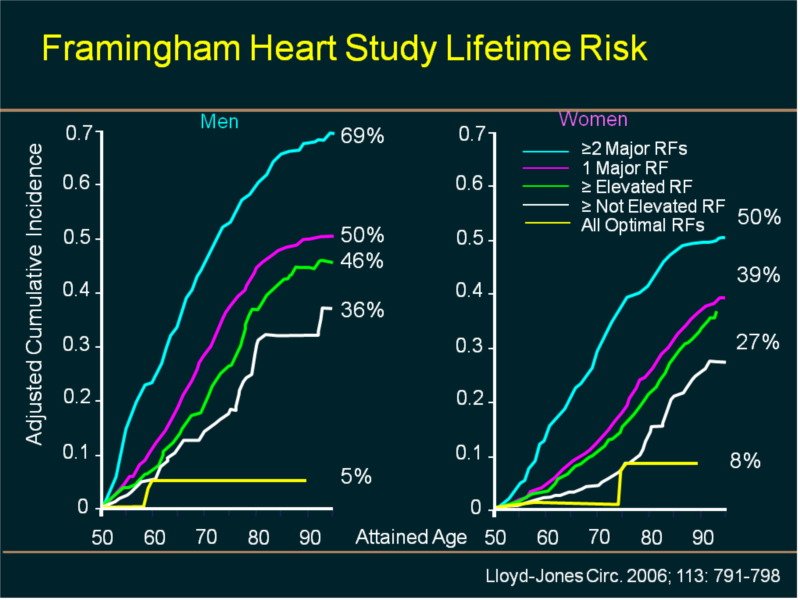 Framingham Heart Study Lifetime Risk
Men
Women
Adjusted Cumulative Incidence
0.7
0.6
0.5
0.4
0.3
0.2
0.1
0
69%
50%
46%
36%
5%
50 60 70 80 90
Attained Age
0.7
0.6
0.5
0.4
0.3
0.2
0.1
0
≥2 Major RFs
1 Major RF
≥ Elevated RF
≥ Not Elevated RF
All Optimal RFs
50%
39%
27%
8%
50 60 70 80 90
Lloyd-Jones Circ. 2006; 113: 791-798